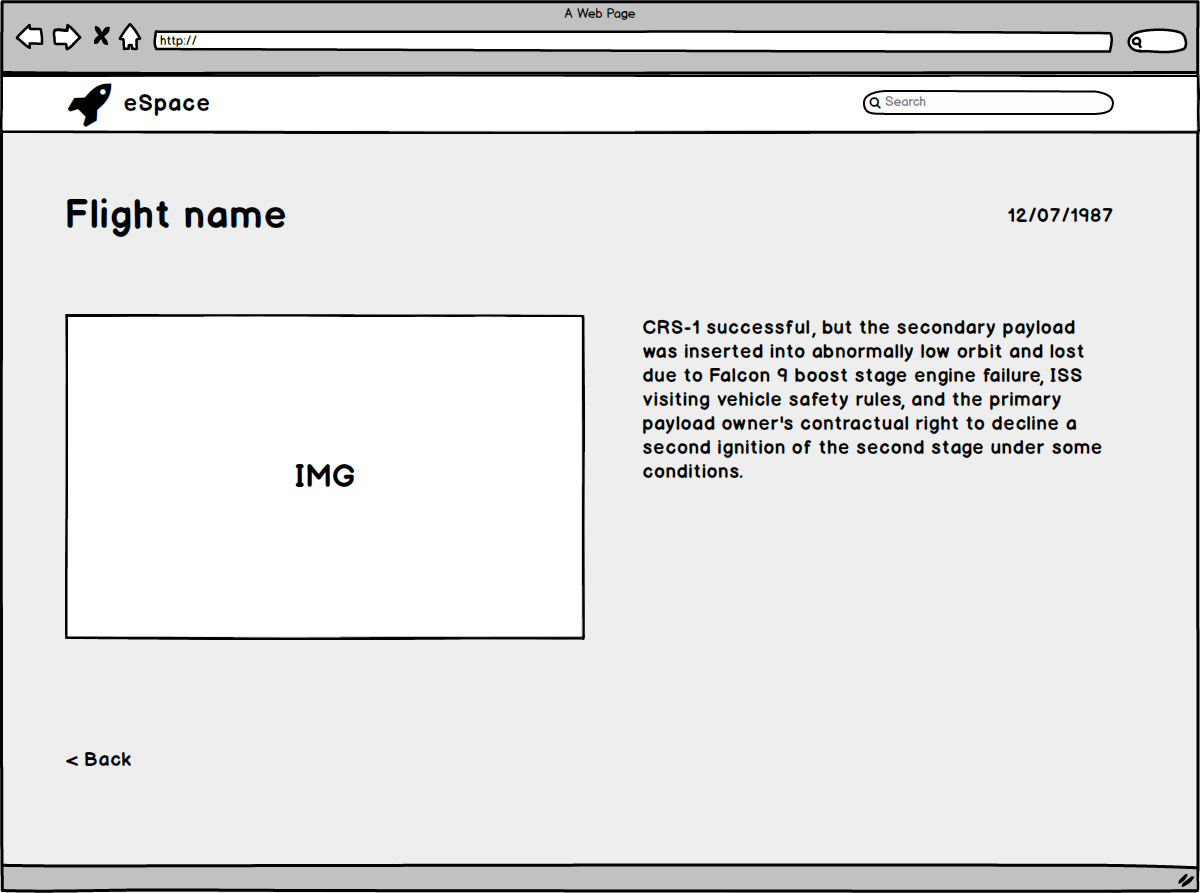 A Web Page
http://
eSpace
Search
Flight name
12/07/1987
IMG
CRS-1 successful, but the secondary payload
was inserted into abnormally low orbit and lost
due to Falcon 9 boost stage engine failure, ISS
visiting vehicle safety rules, and the primary
payload owner's contractual right to decline a
second ignition of the second stage under some
conditions.
< Back